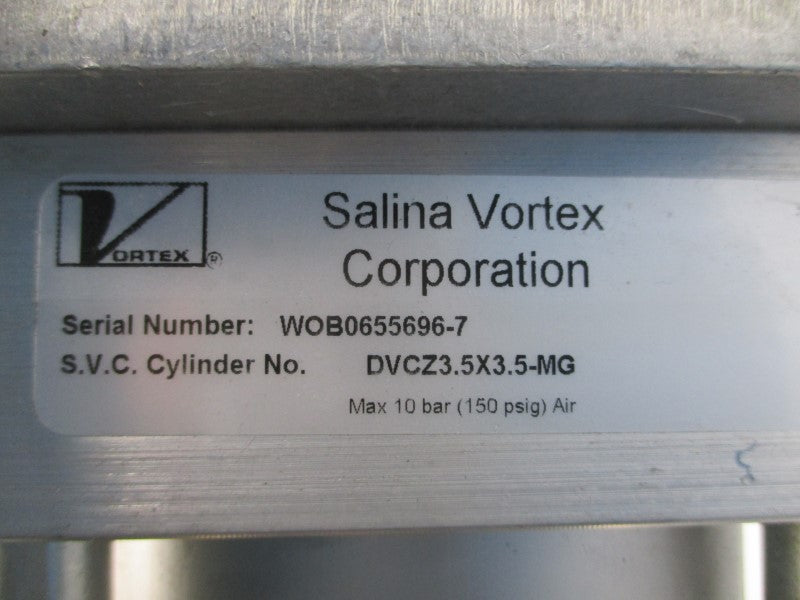 VORTEX®
Salina Vortex
Corporation
Serial Number: WOB0655696-7
S.V.C. Cylinder No. DVCZ3.5X3.5-MG
Max 10 bar (150 psig) Air